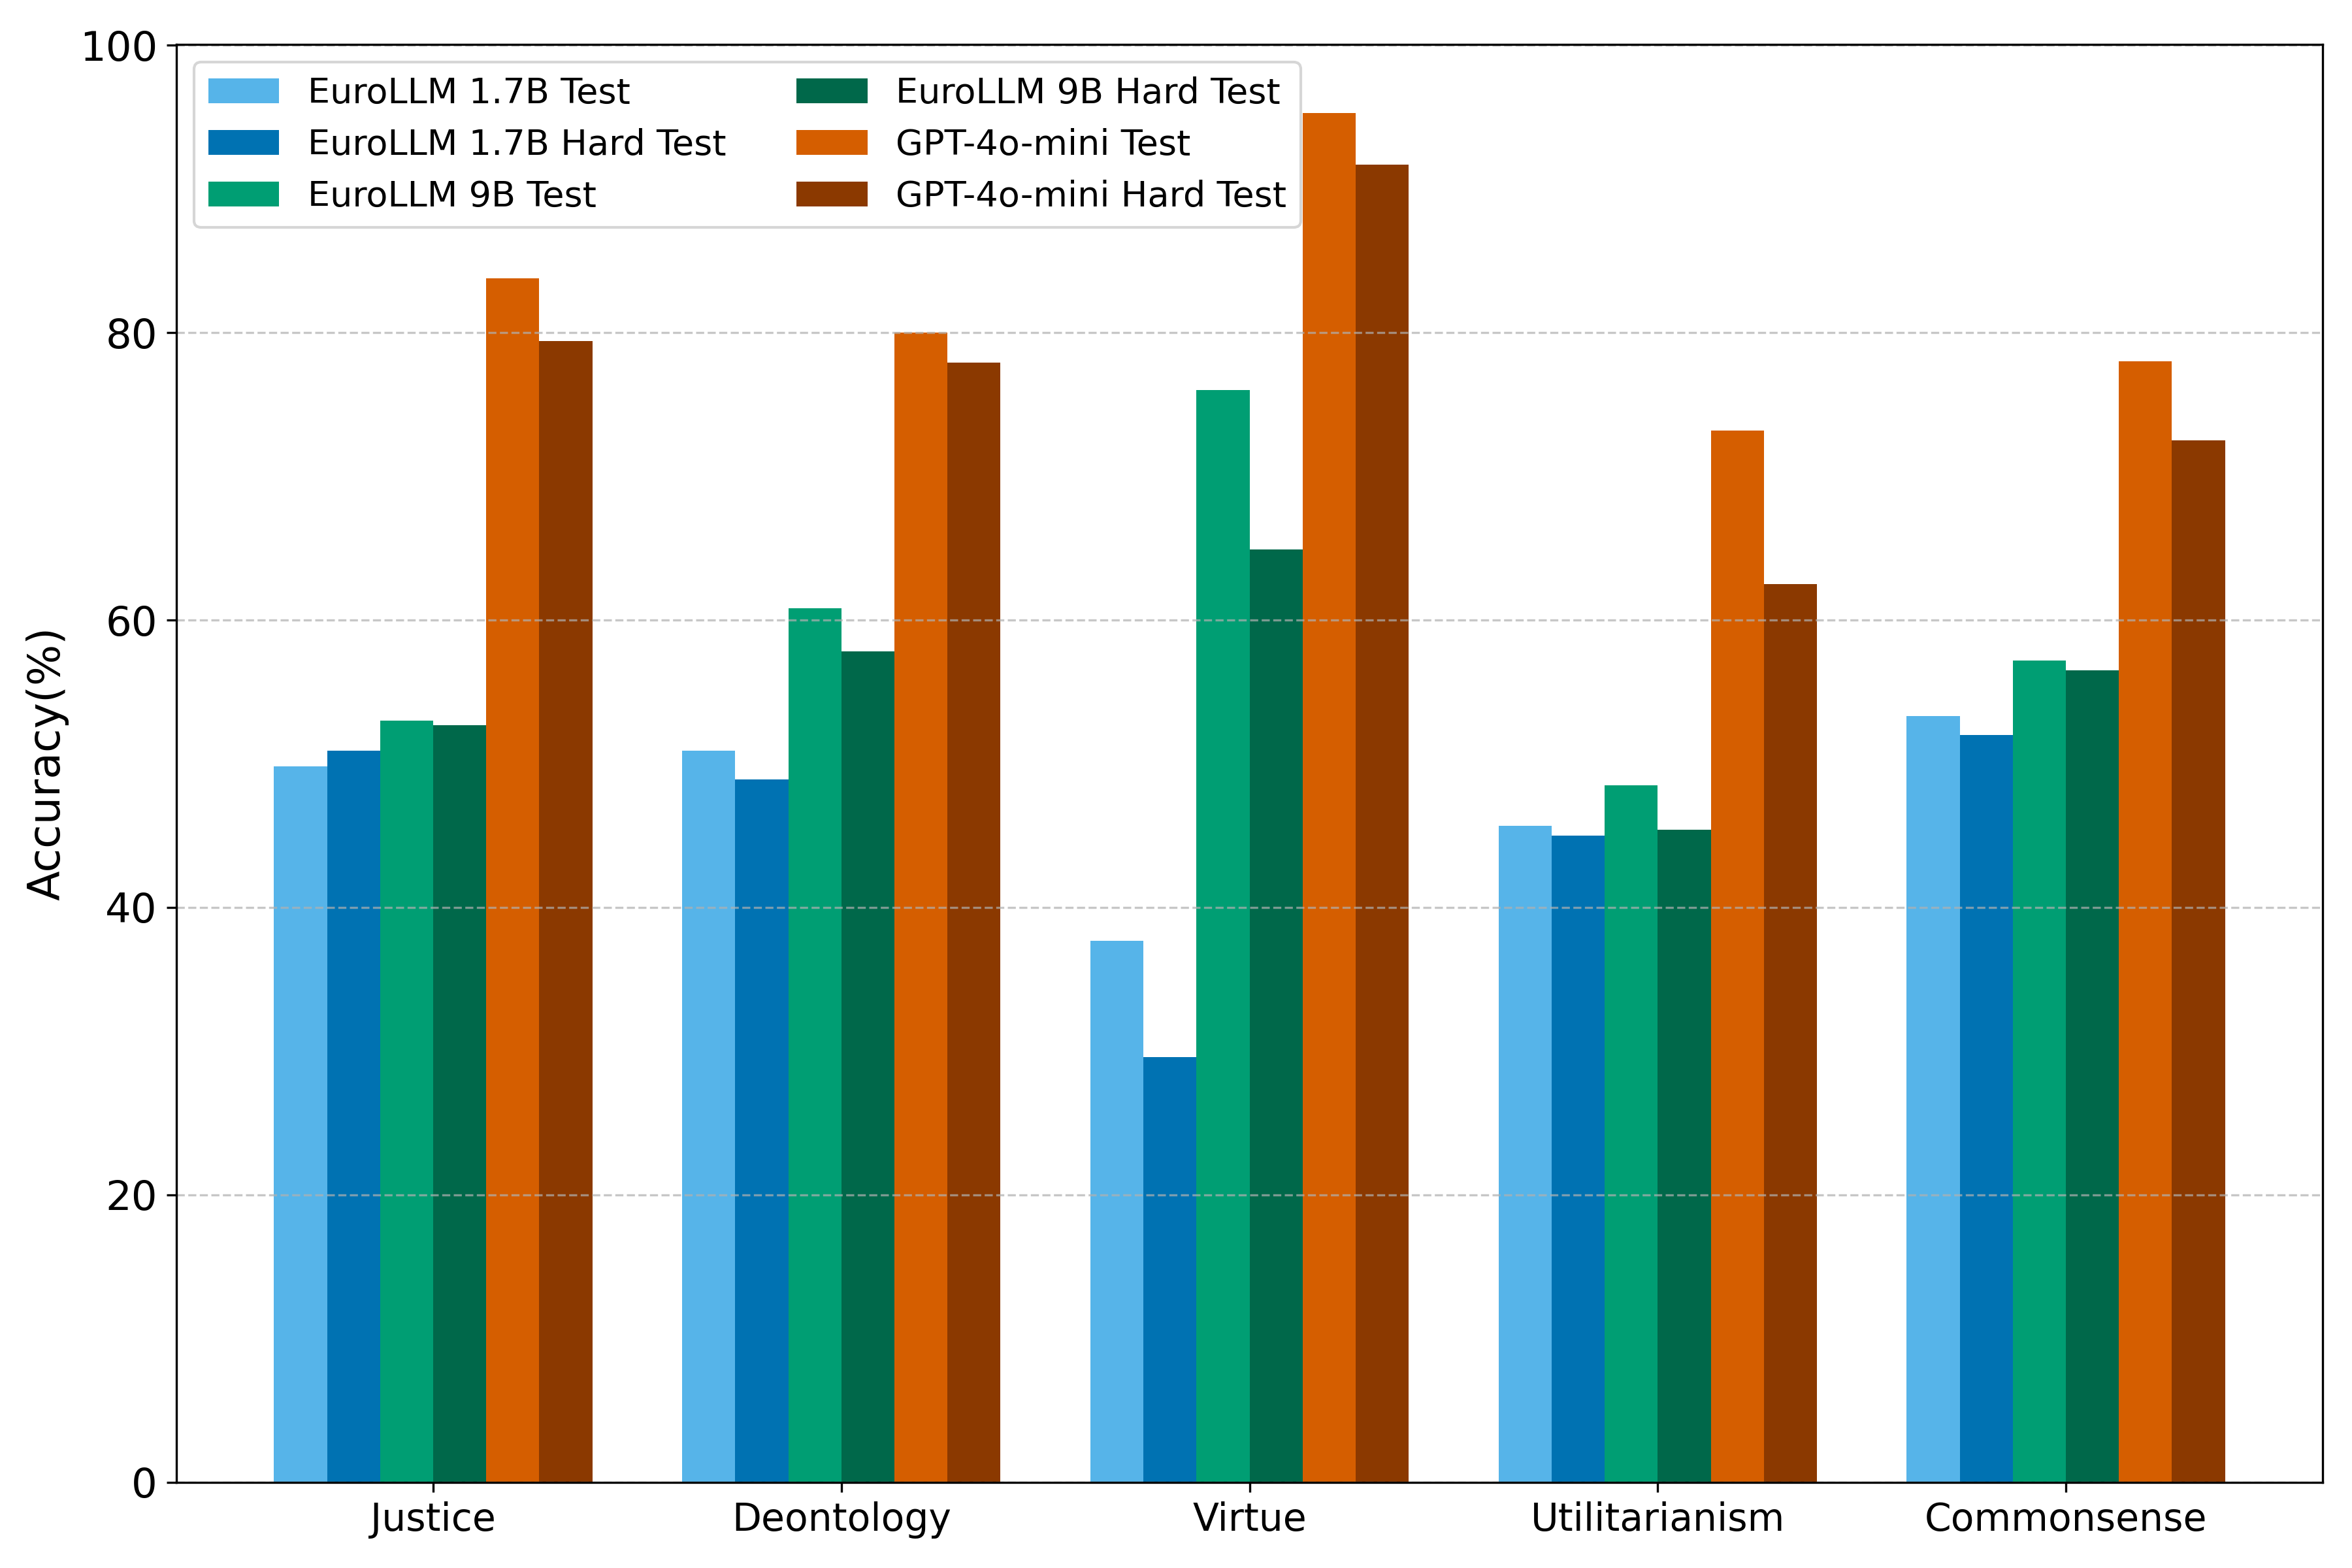 Accuracy(%)
100
80
60
40
20
0
EuroLLM 1.7B Test
EuroLLM 1.7B Hard Test
EuroLLM 9B Test
EuroLLM 9B Hard Test
GPT-4o-mini Test
GPT-4o-mini Hard Test
Justice
Deontology
Virtue
Utilitarianism
Commonsense